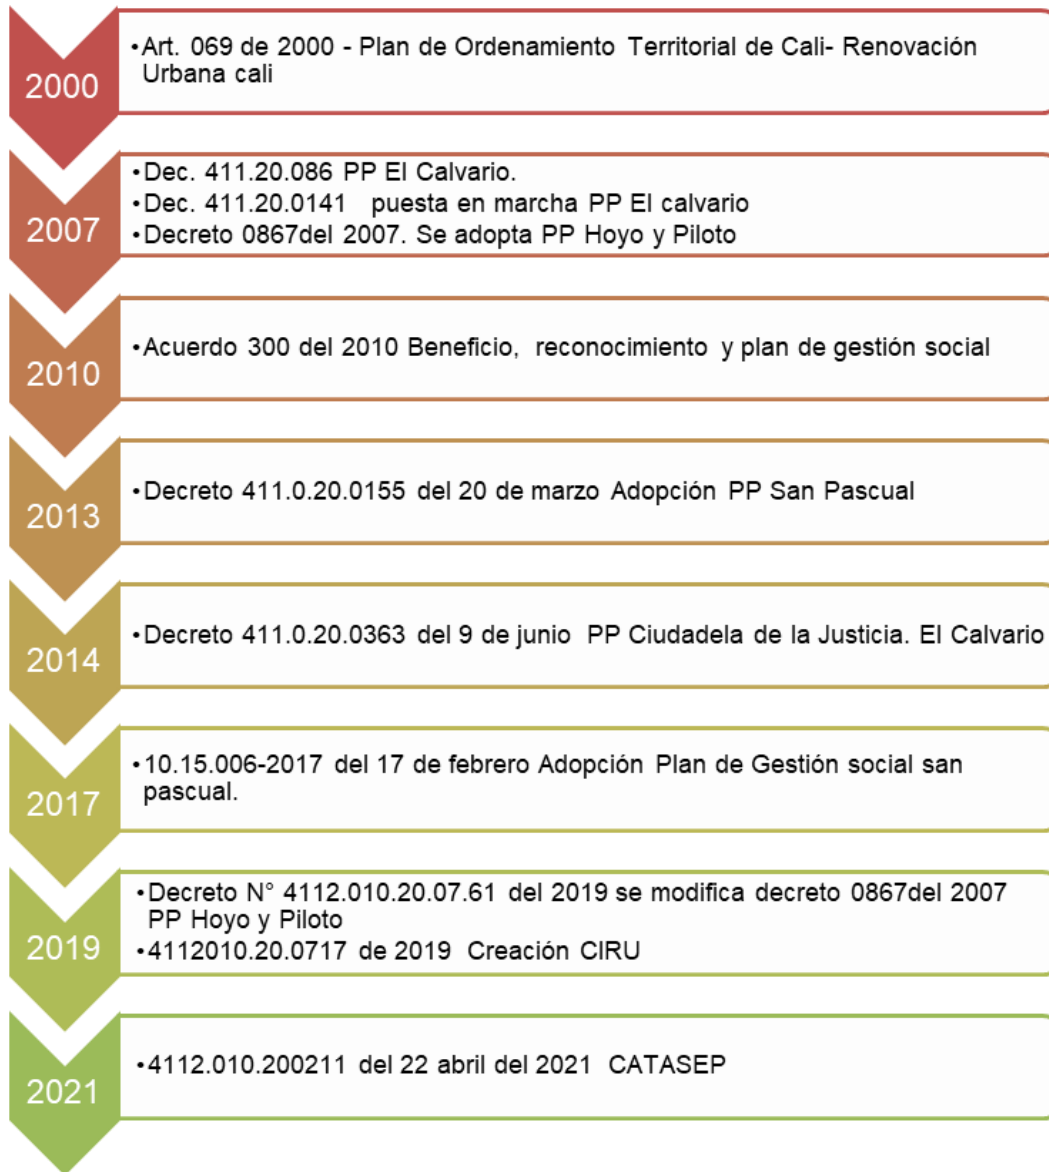 2000
•Art. 069 de 2000 - Plan de Ordenamiento Territorial de Cali- Renovación
Urbana cali
2007
•Dec. 411.20.086 PP El Calvario.
•Dec. 411.20.0141 puesta en marcha PP El calvario
•Decreto 0867del 2007. Se adopta PP Hoyo y Piloto
2010
•Acuerdo 300 del 2010 Beneficio, reconocimiento y plan de gestión social
2013
•Decreto 411.0.20.0155 del 20 de marzo Adopción PP San Pascual
2014
•Decreto 411.0.20.0363 del 9 de junio PP Ciudadela de la Justicia. El Calvario
2017
•10.15.006-2017 del 17 de febrero Adopción Plan de Gestión social san
pascual.
2019
•Decreto N° 4112.010.20.07.61 del 2019 se modifica decreto 0867del 2007
PP Hoyo y Piloto
•4112010.20.0717 de 2019 Creación CIRU
2021
•4112.010.200211 del 22 abril del 2021 CATASEP